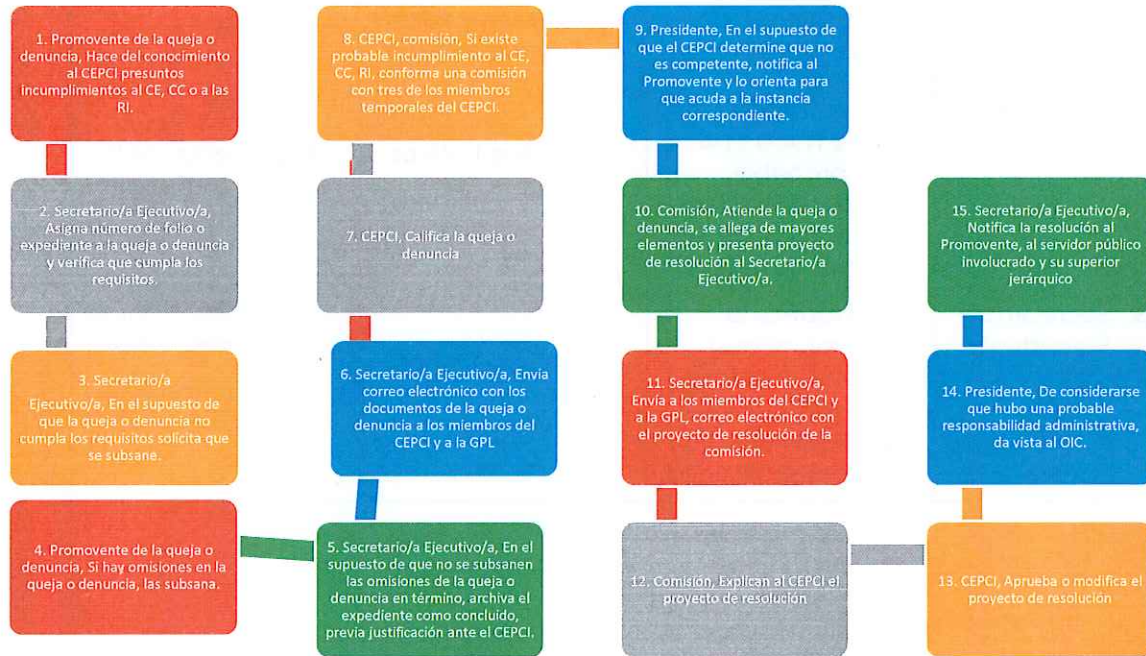 1. Promovente de la queja o
denuncia, Hace del conocimiento
al CEPCI presuntos
incumplimientos al CE, CC o a las
RI.
2. Secretario/a Ejecutivo/a,
Asigna número de folio o
expediente a la queja o denuncia
y verifica que cumpla los
requisitos.
3. Secretario/a
Ejecutivo/a, En el supuesto de
que la queja o denuncia no
cumpla los requisitos solicita que
se subsane.
4. Promovente de la queja o
denuncia, Si hay omisiones en la
queja o denuncia, las subsana.
5. Secretario/a Ejecutivo/a, En el
supuesto de que no se subsanen
las omisiones de la queja o
denuncia en término, archiva el
expediente como concluido,
previa justificación ante el CEPCI.
6. Secretario/a Ejecutivo/a, Envía
correo electrónico con los
documentos de la queja o
denuncia a los miembros del
CEPCI y a la GPL
7. CEPCI, Califica la queja o
denuncia
8. CEPCI, comisión, Si existe
probable incumplimiento al CE,
CC, RI, conforma una comisión
con tres de los miembros
temporales del CEPCI.
9. Presidente, En el supuesto
de que el CEPCI determine que no
es competente, notifica al
Promovente y lo orienta para
que acuda a la instancia
correspondiente.
10. Comisión, Atiende la queja o
denuncia, se allega de mayores
elementos y presenta proyecto
de resolución al Secretario/a
Ejecutivo/a.
11. Secretario/a Ejecutivo/a,
Envía a los miembros del CEPCI y
a la GPL, correo electrónico con
el proyecto de resolución de la
comisión.
12. Comisión, Explican al CEPCI el
proyecto de resolución
13. CEPCI, Aprueba o modifica el
proyecto de resolución
14. Presidente, De considerarse
que hubo una probable
responsabilidad administrativa,
da vista al OIC.
15. Secretario/a Ejecutivo/a,
Notifica la resolución al
Promovente, al servidor público
involucrado y su superior
jerárquico